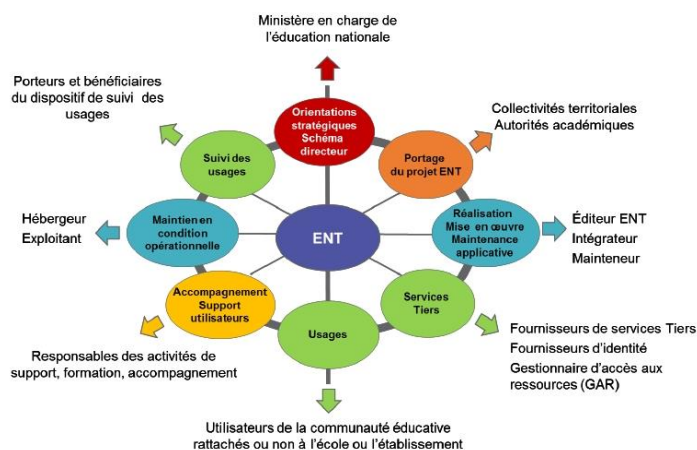 Ministère en charge de
l'éducation nationale
Porteurs et bénéficiaires
du dispositif de suivi des
usages
Collectivités territoriales
Autorités académiques
Orientations
stratégiques
Schéma
directeur
Suivi des
usages
Portage
du projet ENT
Hébergeur
Exploitant
Maintien en
condition
opérationnelle
ENT
Réalisation
Mise en œuvre
Maintenance
applicative
Éditeur ENT
Intégrateur
Mainteneur
Accompagnement
Support
utilisateurs
Usages
Services
Tiers
Responsables des activités de
support, formation, accompagnement
Fournisseurs de services Tiers
Fournisseurs d'identité
Gestionnaire d'accès aux
ressources (GAR)
Utilisateurs de la communauté éducative
rattachés ou non à l'école ou l'établissement